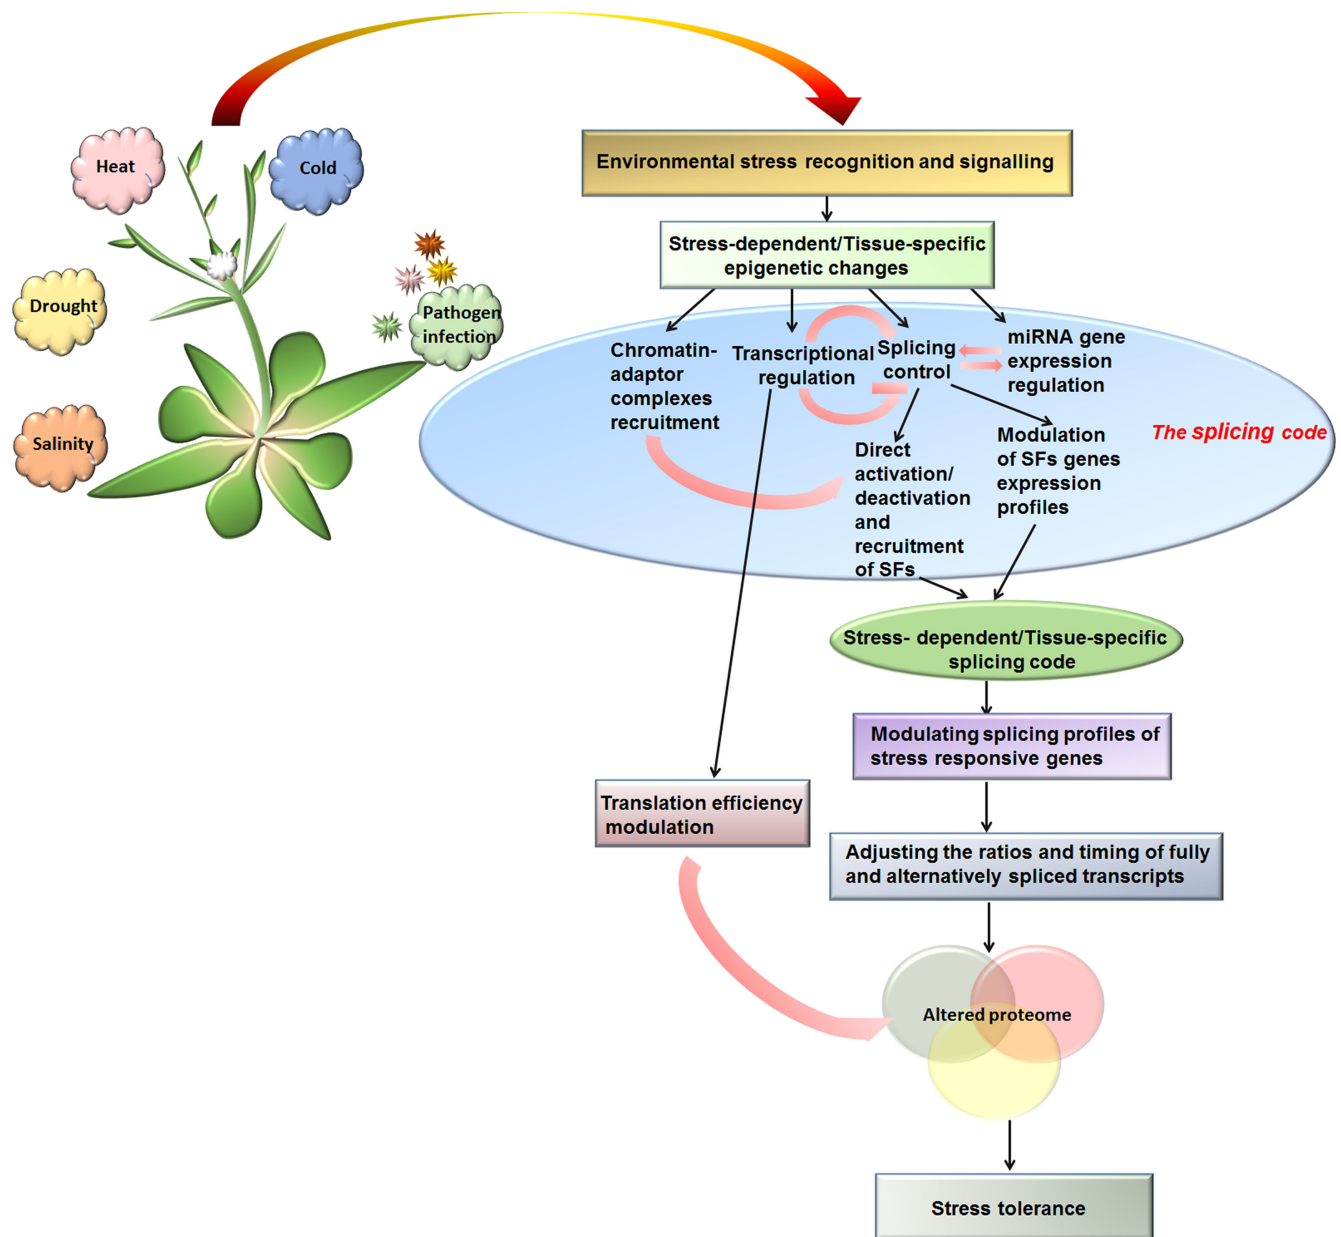 Heat
Cold
Drought
Pathogen
infection
Salinity
Environmental stress recognition and signalling
Stress-dependent/Tissue-specific
epigenetic changes
Chromatin-
adaptor
complexes
recruitment
Transcriptional
regulation
Splicing
control
miRNA gene
expression
regulation
The splicing code
Direct
activation/
deactivation
and
recruitment
of SFs
Modulation
of SFs genes
expression
profiles
Stress- dependent/Tissue-specific
splicing code
Modulating splicing profiles of
stress responsive genes
Translation efficiency
modulation
Adjusting the ratios and timing of fully
and alternatively spliced transcripts
Altered proteome
Stress tolerance